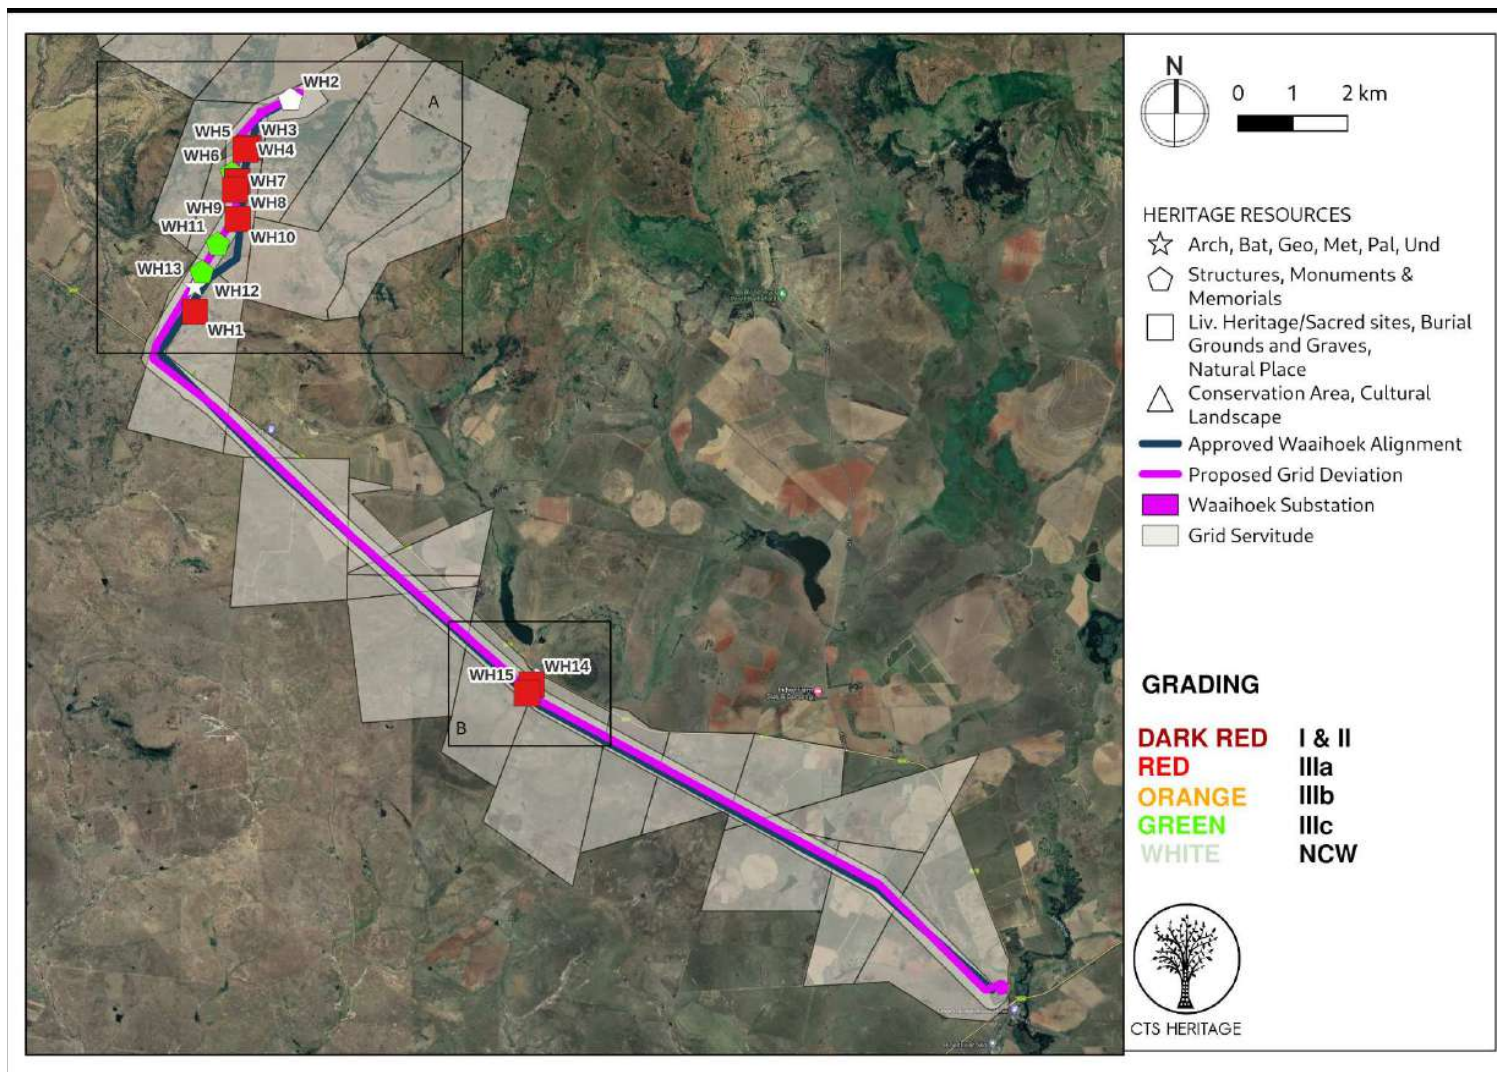 WH2
A
WH3
WH5
WH4
WH6
WH7
WH9
WH8
WH11
WH10
WH13
WH12
WH1
WH14
WH15
B
N
0 1 2 km
HERITAGE RESOURCES
Arch, Bat, Geo, Met, Pal, Und
Structures, Monuments &
Memorials
Liv. Heritage/Sacred sites, Burial
Grounds and Graves,
Natural Place
Conservation Area, Cultural
Landscape
Approved Waaihoek Alignment
Proposed Grid Deviation
Waaihoek Substation
Grid Servitude
GRADING
DARK RED I & II
RED IIIa
ORANGE IIIb
GREEN IIIc
WHITE NCW
CTS HERITAGE